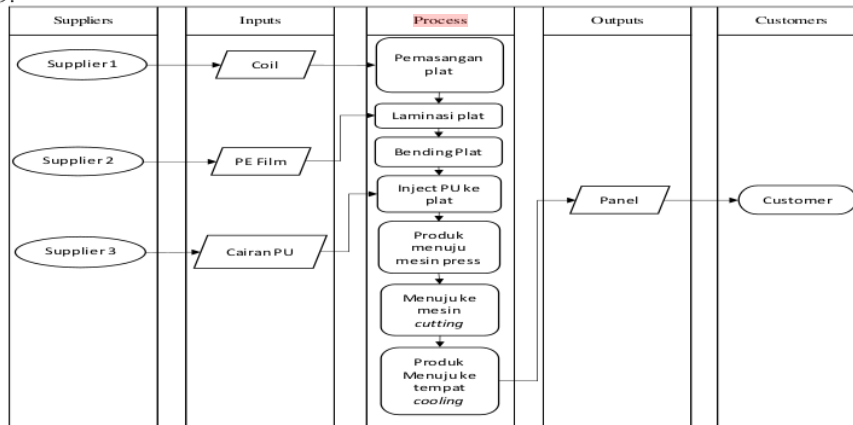 Suppliers
Inputs
Process
Outputs
Customers
Supplier 1
Coil
Pemasangan
plat
Laminasi plat
Supplier 2
PE Film
Bending Plat
Inject PU ke
plat
Panel
Customer
Supplier 3
Cairan PU
Produk
menuju
mesin press
Menuju ke
mesin
cutting
Produk
Menuju ke
tempat
cooling